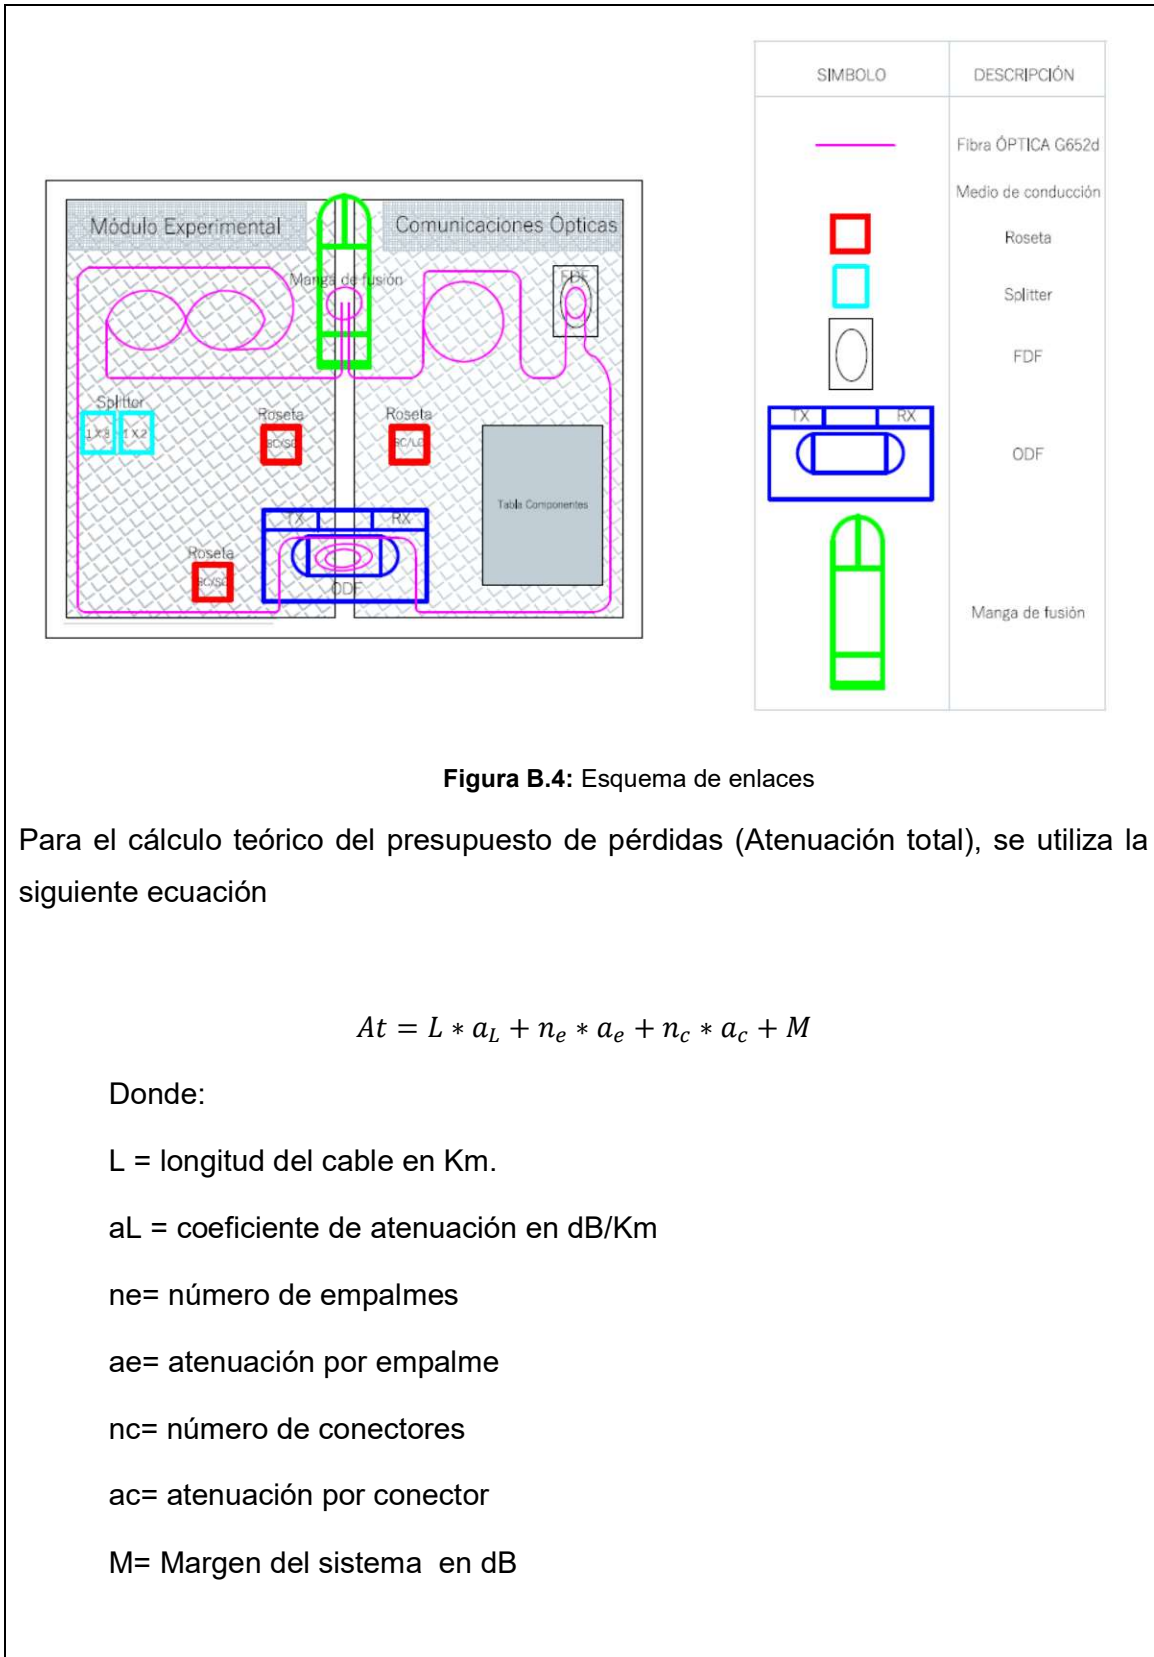 SIMBOLO DESCRIPCIÓN
Fibra ÓPTICA G652d
Medio de conducción
Roseta
Splitter
FDF
TX RX
ODF
Manga de fusión
Módulo Experimental Comunicaciones Ópticas
Manga de fusión
FDF
Splitter
1 X 2
Roseta Roseta
SC/LC
Tabla Componentes
TX RX
Roseta
ODF
Figura B.4: Esquema de enlaces
Para el cálculo teórico del presupuesto de pérdidas (Atenuación total), se utiliza la
siguiente ecuación
At = L ∗ a_L + n_e ∗ a_e + n_c ∗ a_c + M
Donde:
L = longitud del cable en Km.
aL = coeficiente de atenuación en dB/Km
ne= número de empalmes
ae= atenuación por empalme
nc= número de conectores
ac= atenuación por conector
M= Margen del sistema en dB